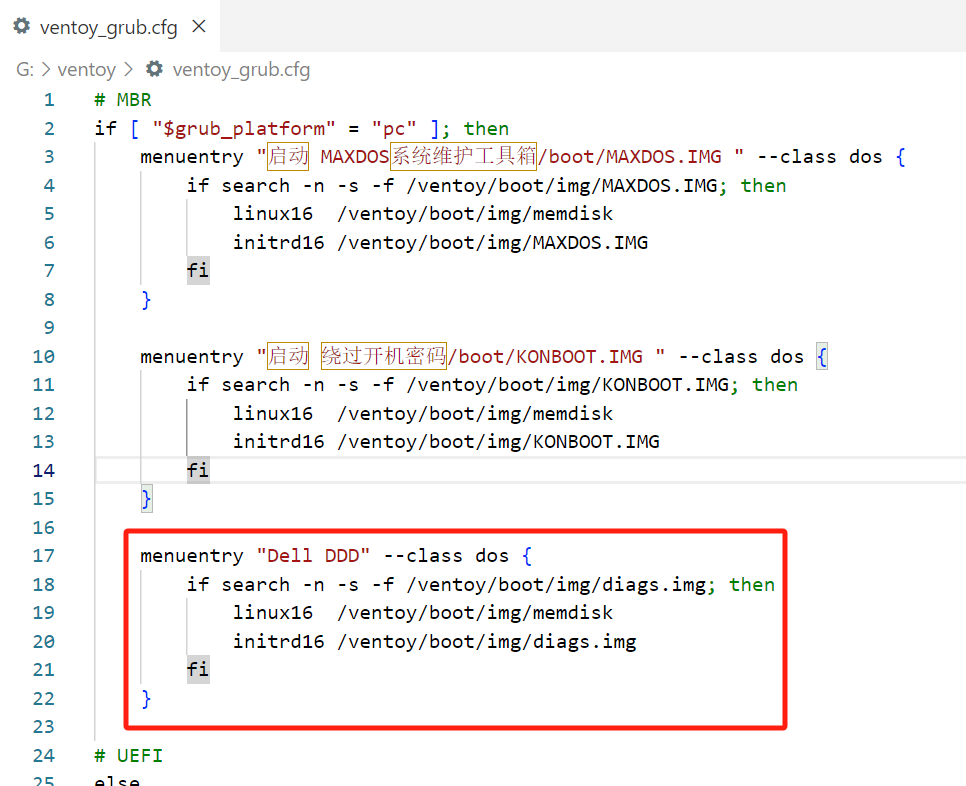 ventoy_grub.cfg
G: > ventoy > ventoy_grub.cfg
1 # MBR
2 if [ "$grub_platform" = "pc" ]; then
3 menuentry "启动 MAXDOS系统维护工具箱/boot/MAXDOS.IMG " --class dos {
4 if search -n -s -f /ventoy/boot/img/MAXDOS.IMG; then
5 linux16  /ventoy/boot/img/memdisk
6 initrd16 /ventoy/boot/img/MAXDOS.IMG
7 fi
8 }
9
10 menuentry "启动 绕过开机密码/boot/KONBOOT.IMG " --class dos {
11 if search -n -s -f /ventoy/boot/img/KONBOOT.IMG; then
12 linux16  /ventoy/boot/img/memdisk
13 initrd16 /ventoy/boot/img/KONBOOT.IMG
14 fi
15 }
16
17 menuentry "Dell DDD" --class dos {
18 if search -n -s -f /ventoy/boot/img/diags.img; then
19 linux16  /ventoy/boot/img/memdisk
20 initrd16 /ventoy/boot/img/diags.img
21 fi
22 }
23
24 # UEFI
25 else